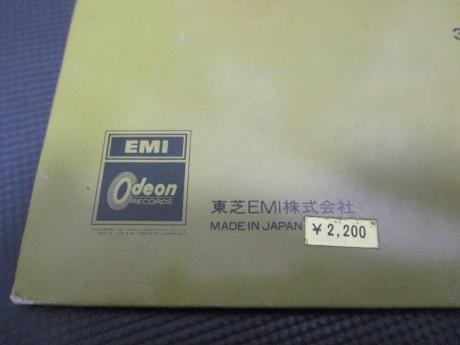 EMI
Odeon
RECORDS
東芝EMI株式会社
MADE IN JAPAN
¥2,200